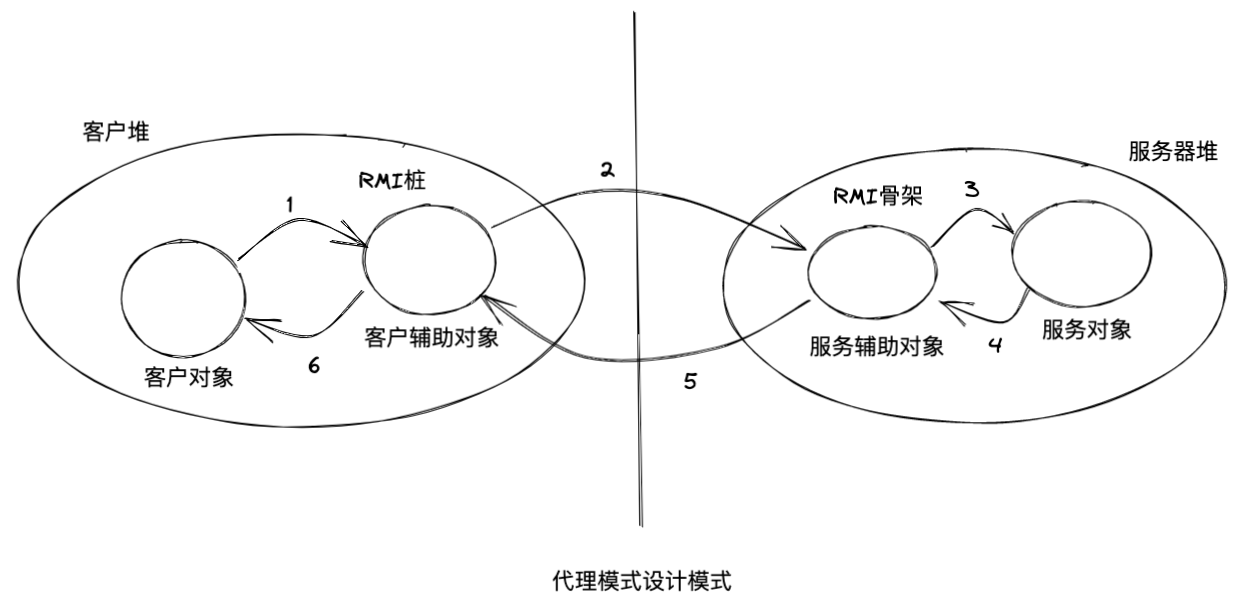 客户堆
服务器堆
RMI桩
2
RMI骨架
3
1
客户辅助对象
服务对象
服务辅助对象
4
6
客户对象
5
代理模式设计模式